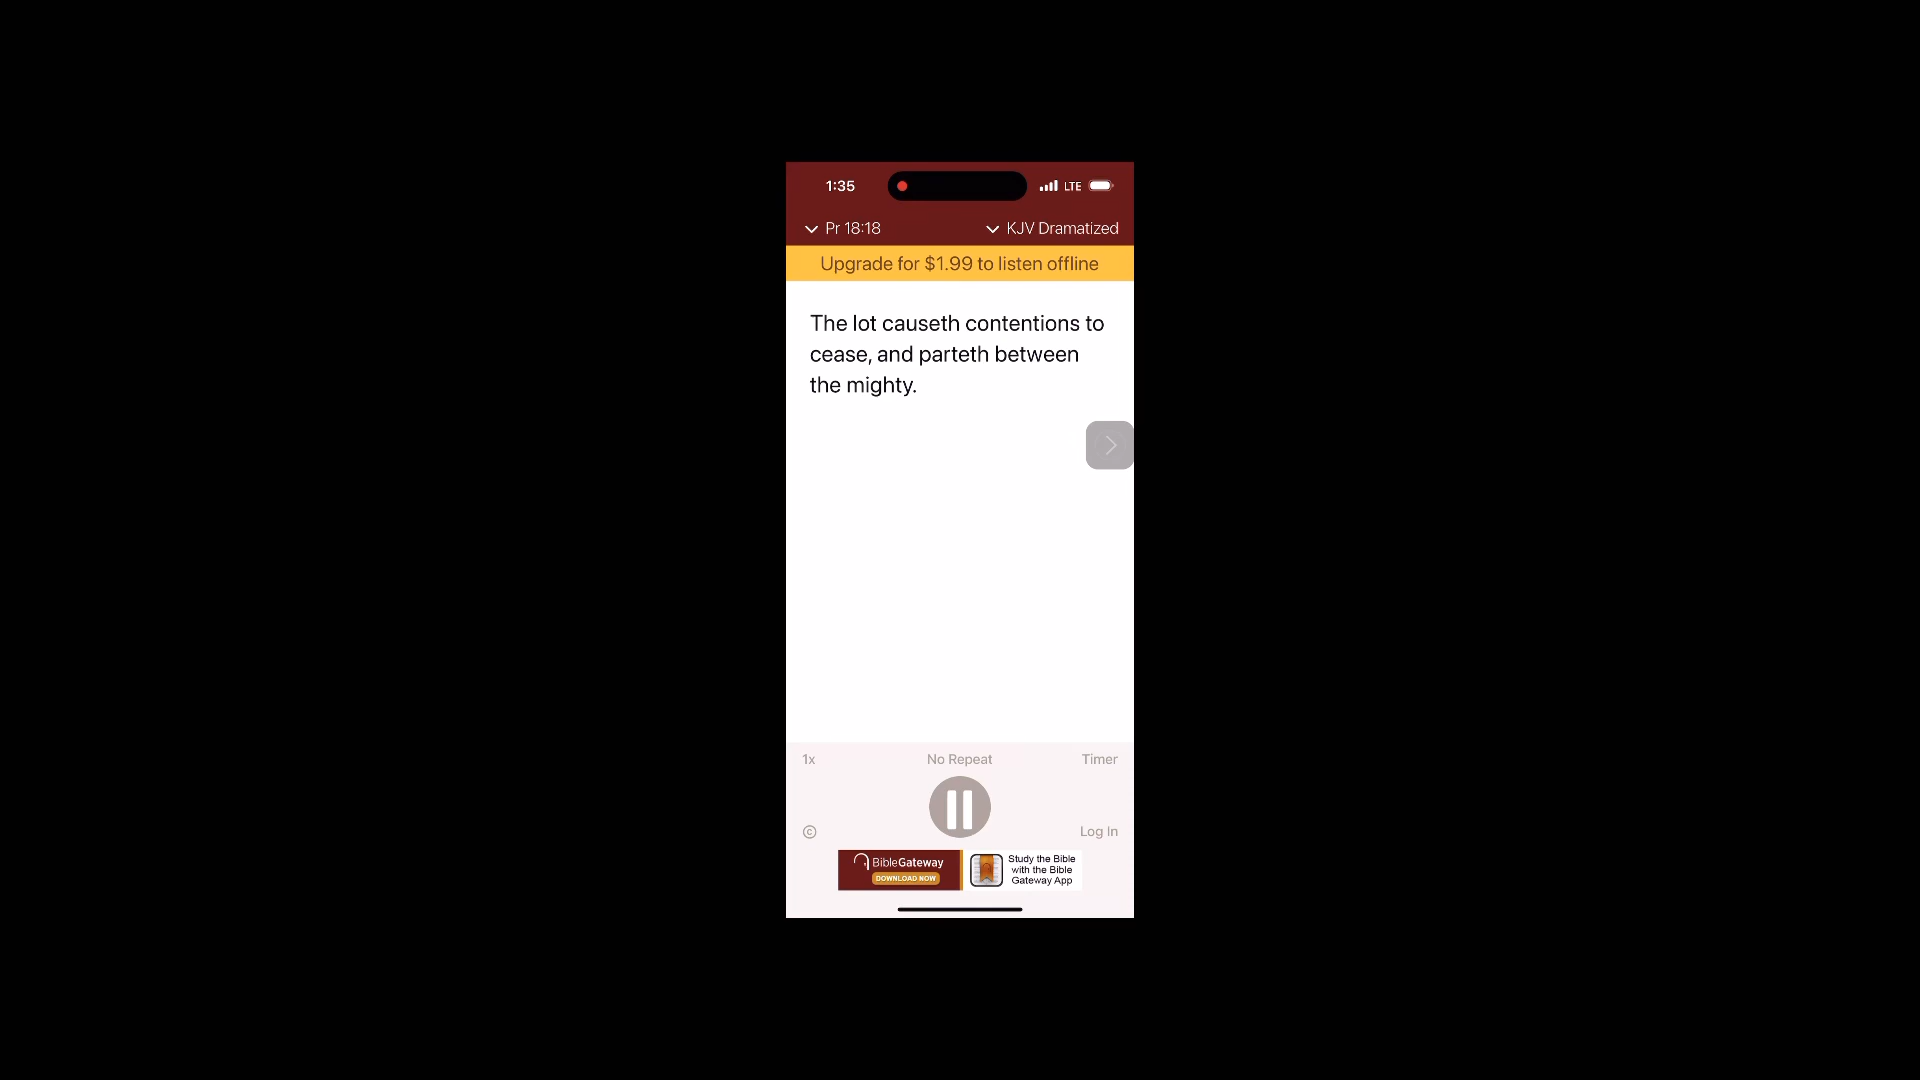 1:35 LTE
Pr 18:18 KJV Dramatized
Upgrade for $1.99 to listen offline
The lot causeth contentions to
cease, and parteth between
the mighty.
1x No Repeat Timer
© Log In
BibleGateway
DOWNLOAD NOW
Study the Bible
with the Bible
Gateway App